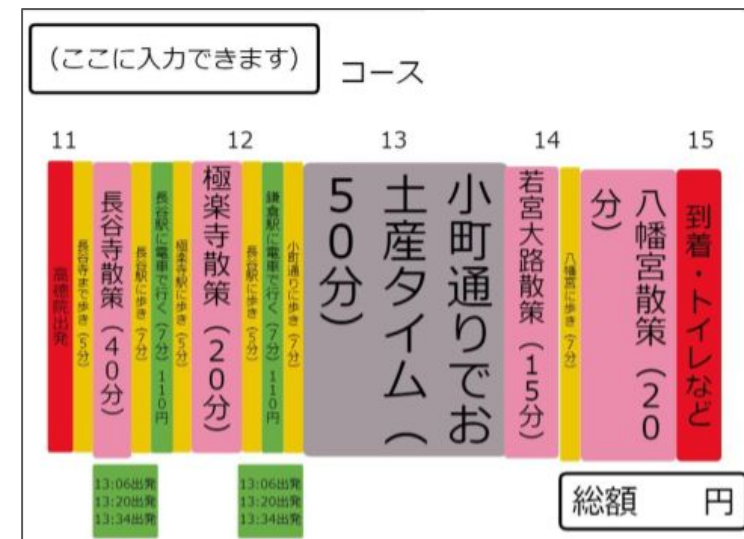 (ここに入力できます)
コース
11
12
13
14
15
高徳院出発
長谷寺まで歩き(5分)
長谷寺散策(40分)
長谷駅に歩き(7分)
長谷駅に電車で行く(7分)110円
極楽寺駅に歩き(5分)
極楽寺散策(20分)
長谷駅に歩き(5分)
鎌倉駅に電車で行く(7分)110円
小町通りに歩き(7分)
小町通りでお
土産タイム(
50分)
若宮大路散策(15分)
八幡宮に歩き(7分)
八幡宮散策(20
分)
到着・トイレなど
13:06出発
13:20出発
13:34出発
13:06出発
13:20出発
13:34出発
総額 円